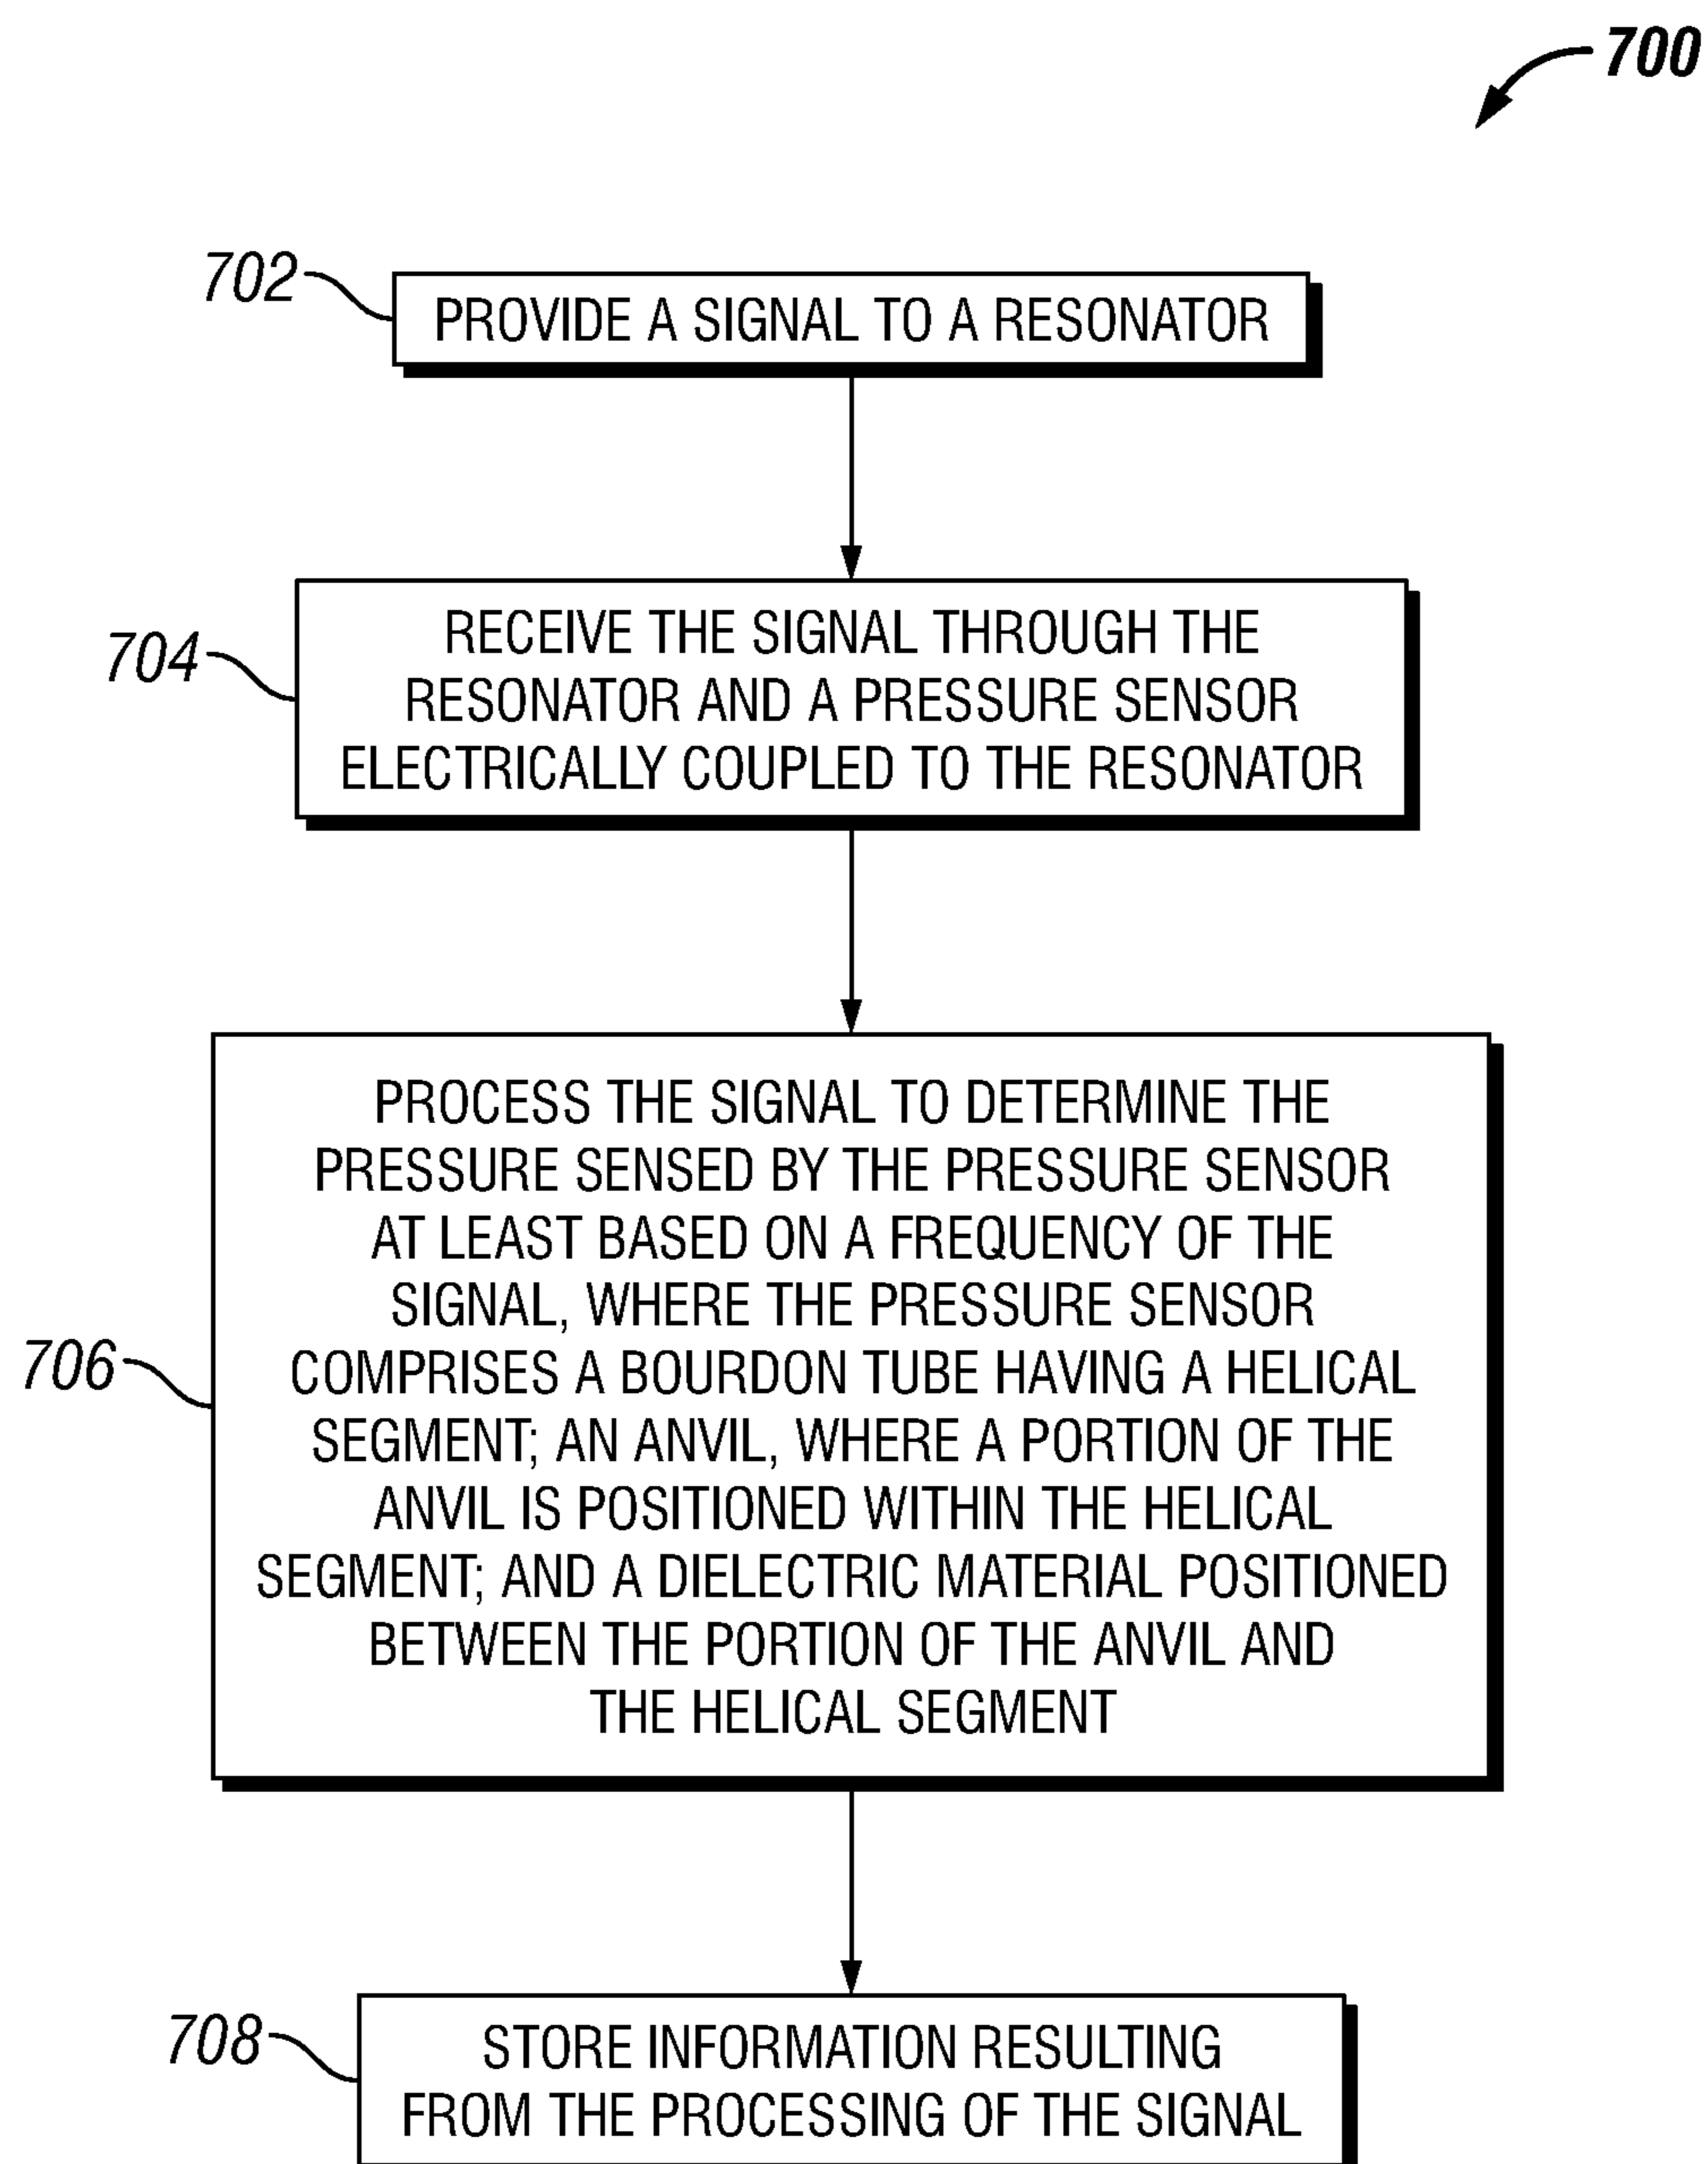 700
702
PROVIDE A SIGNAL TO A RESONATOR
704
RECEIVE THE SIGNAL THROUGH THE
RESONATOR AND A PRESSURE SENSOR
ELECTRICALLY COUPLED TO THE RESONATOR
706
PROCESS THE SIGNAL TO DETERMINE THE
PRESSURE SENSED BY THE PRESSURE SENSOR
AT LEAST BASED ON A FREQUENCY OF THE
SIGNAL, WHERE THE PRESSURE SENSOR
COMPRISES A BOURDON TUBE HAVING A HELICAL
SEGMENT; AN ANVIL, WHERE A PORTION OF THE
ANVIL IS POSITIONED WITHIN THE HELICAL
SEGMENT; AND A DIELECTRIC MATERIAL POSITIONED
BETWEEN THE PORTION OF THE ANVIL AND
THE HELICAL SEGMENT
708
STORE INFORMATION RESULTING
FROM THE PROCESSING OF THE SIGNAL